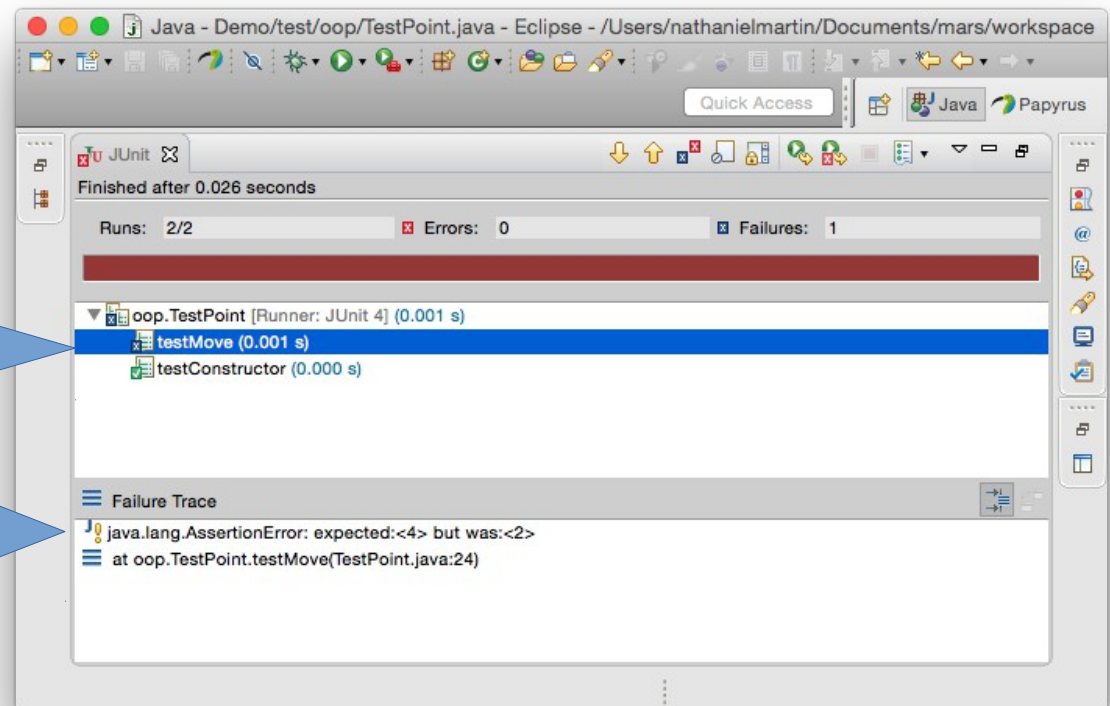 Java - Demo/test/oop/TestPoint.java - Eclipse - /Users/nathanielmartin/Documents/mars/workspace
Quick Access
Java
Papyrus
JUnit
Finished after 0.026 seconds
Runs: 2/2 Errors: 0 Failures: 1
oop.TestPoint [Runner: JUnit 4] (0.001 s)
testMove (0.001 s)
testConstructor (0.000 s)
Failure Trace
java.lang.AssertionError: expected:<4> but was:<2>
at oop.TestPoint.testMove(TestPoint.java:24)